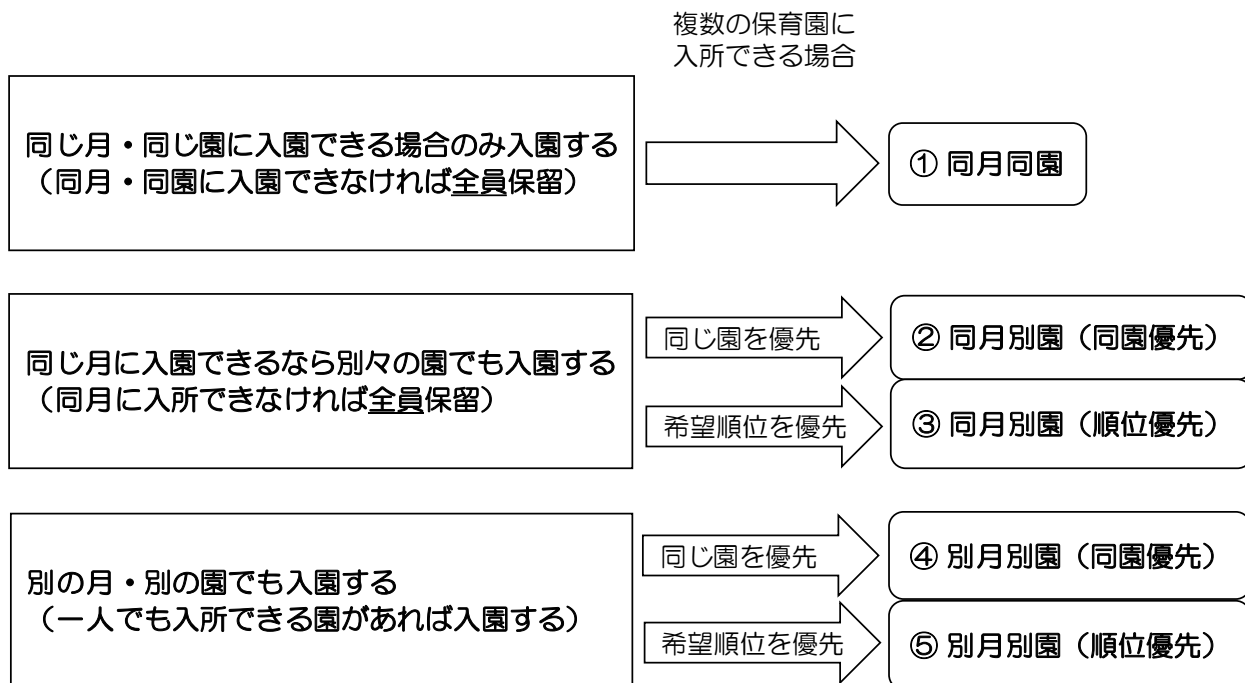 複数の保育園に
入所できる場合
同じ月・同じ園に入園できる場合のみ入園する
（同月・同園に入園できなければ全員保留）
① 同月同園
同じ月に入園できるなら別々の園でも入園する
（同月に入所できなければ全員保留）
同じ園を優先
② 同月別園（同園優先）
希望順位を優先
③ 同月別園（順位優先）
別の月・別の園でも入園する
（一人でも入所できる園があれば入園する）
同じ園を優先
④ 別月別園（同園優先）
希望順位を優先
⑤ 別月別園（順位優先）